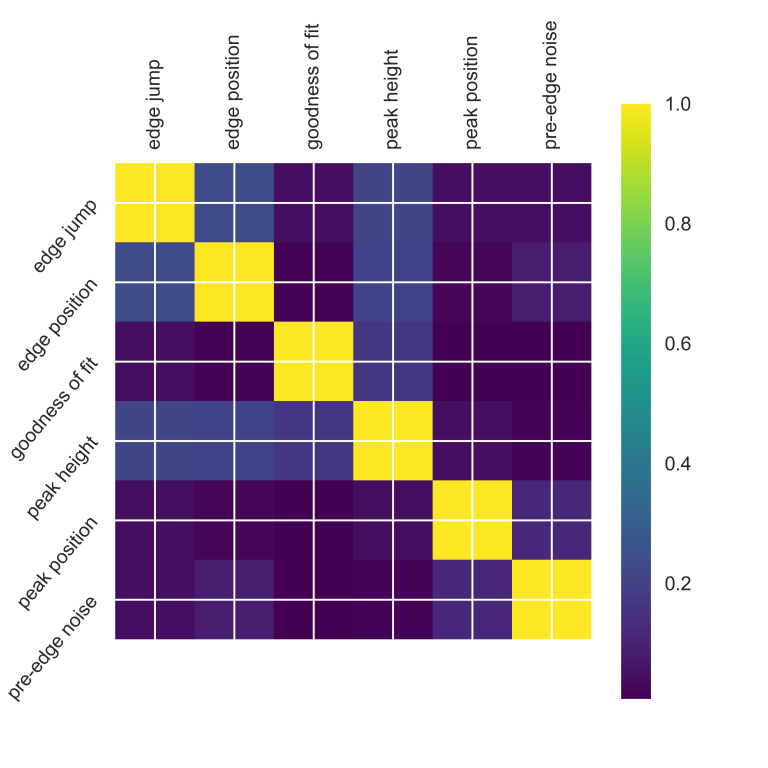 edge jump
edge position
goodness of fit
peak height
peak position
pre-edge noise
edge jump
edge position
goodness of fit
peak height
peak position
pre-edge noise
1.0
0.8
0.6
0.4
0.2